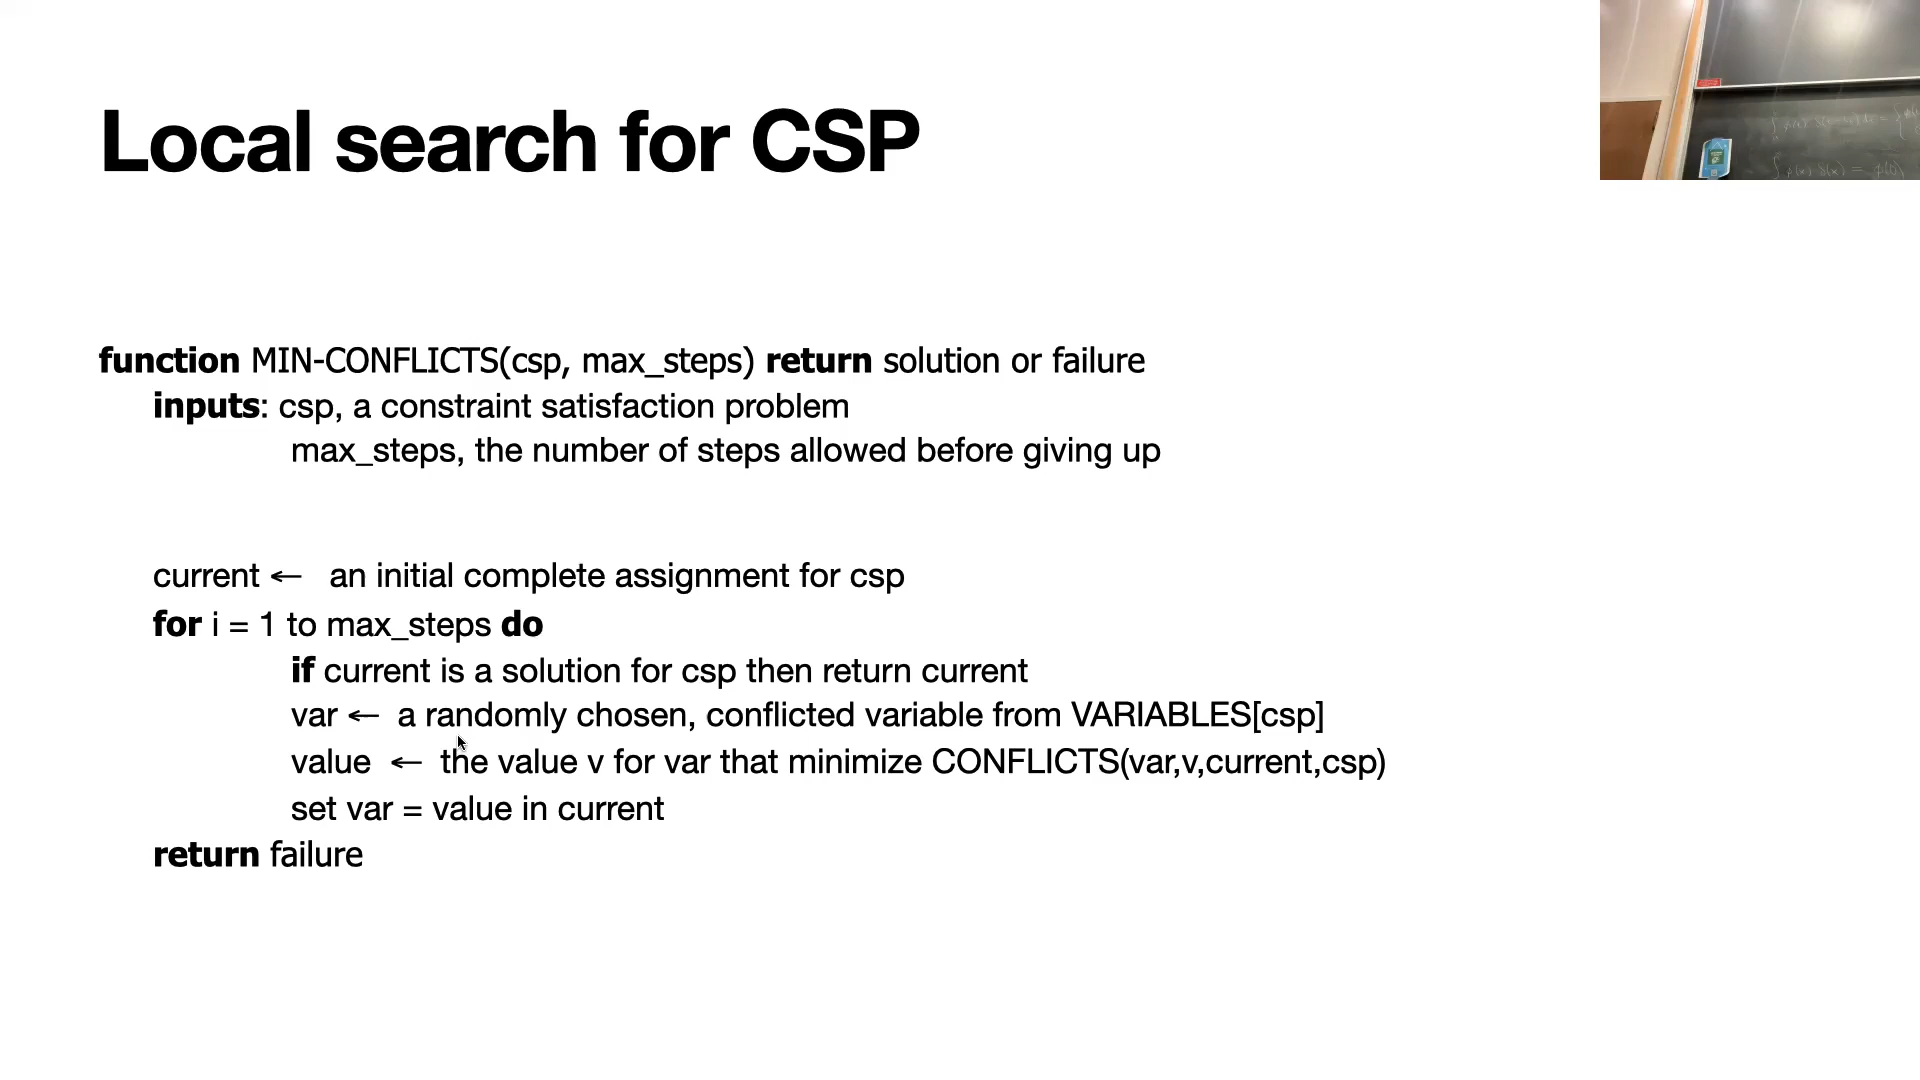 Local search for CSP
function MIN-CONFLICTS(csp, max_steps) return solution or failure
inputs: csp, a constraint satisfaction problem
max_steps, the number of steps allowed before giving up
current ← an initial complete assignment for csp
for i = 1 to max_steps do
if current is a solution for csp then return current
var ← a randomly chosen, conflicted variable from VARIABLES[csp]
value ← the value v for var that minimize CONFLICTS(var,v,current,csp)
set var = value in current
return failure